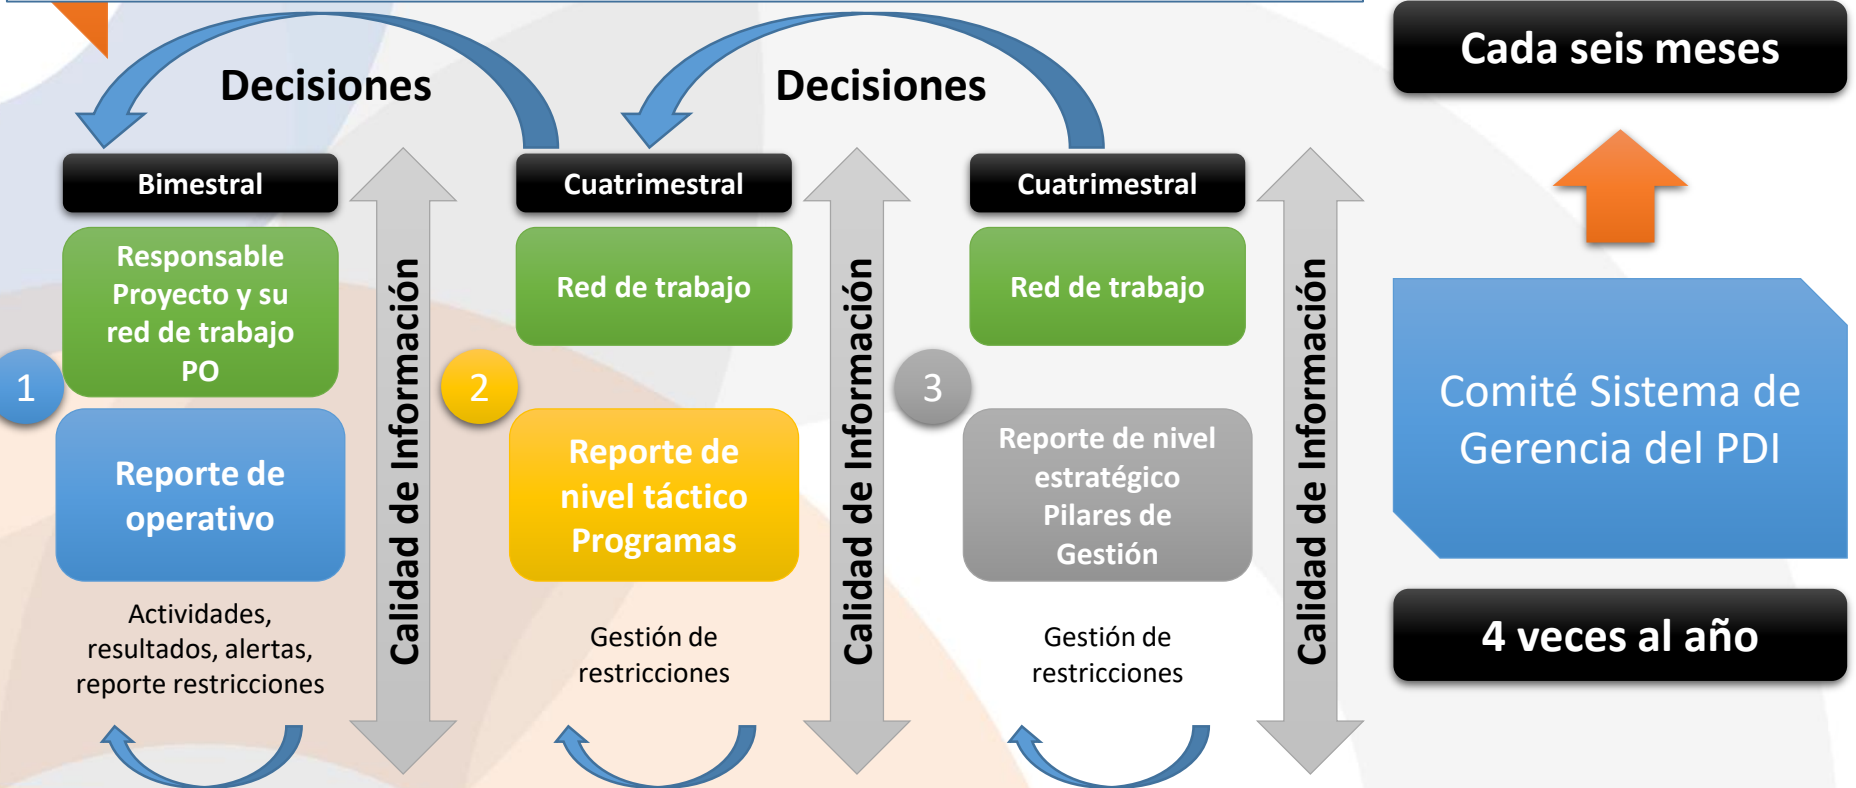 Decisiones
Decisiones
Cada seis meses
Bimestral
Responsable
Proyecto y su
red de trabajo
PO
1
Reporte de
operativo
Actividades,
resultados, alertas,
reporte restricciones
Calidad de Información
Cuatrimestral
Red de trabajo
2
Reporte de
nivel táctico
Programas
Gestión de
restricciones
Calidad de Información
Cuatrimestral
Red de trabajo
3
Reporte de nivel
estratégico
Pilares de
Gestión
Gestión de
restricciones
Calidad de Información
Comité Sistema de
Gerencia del PDI
4 veces al año